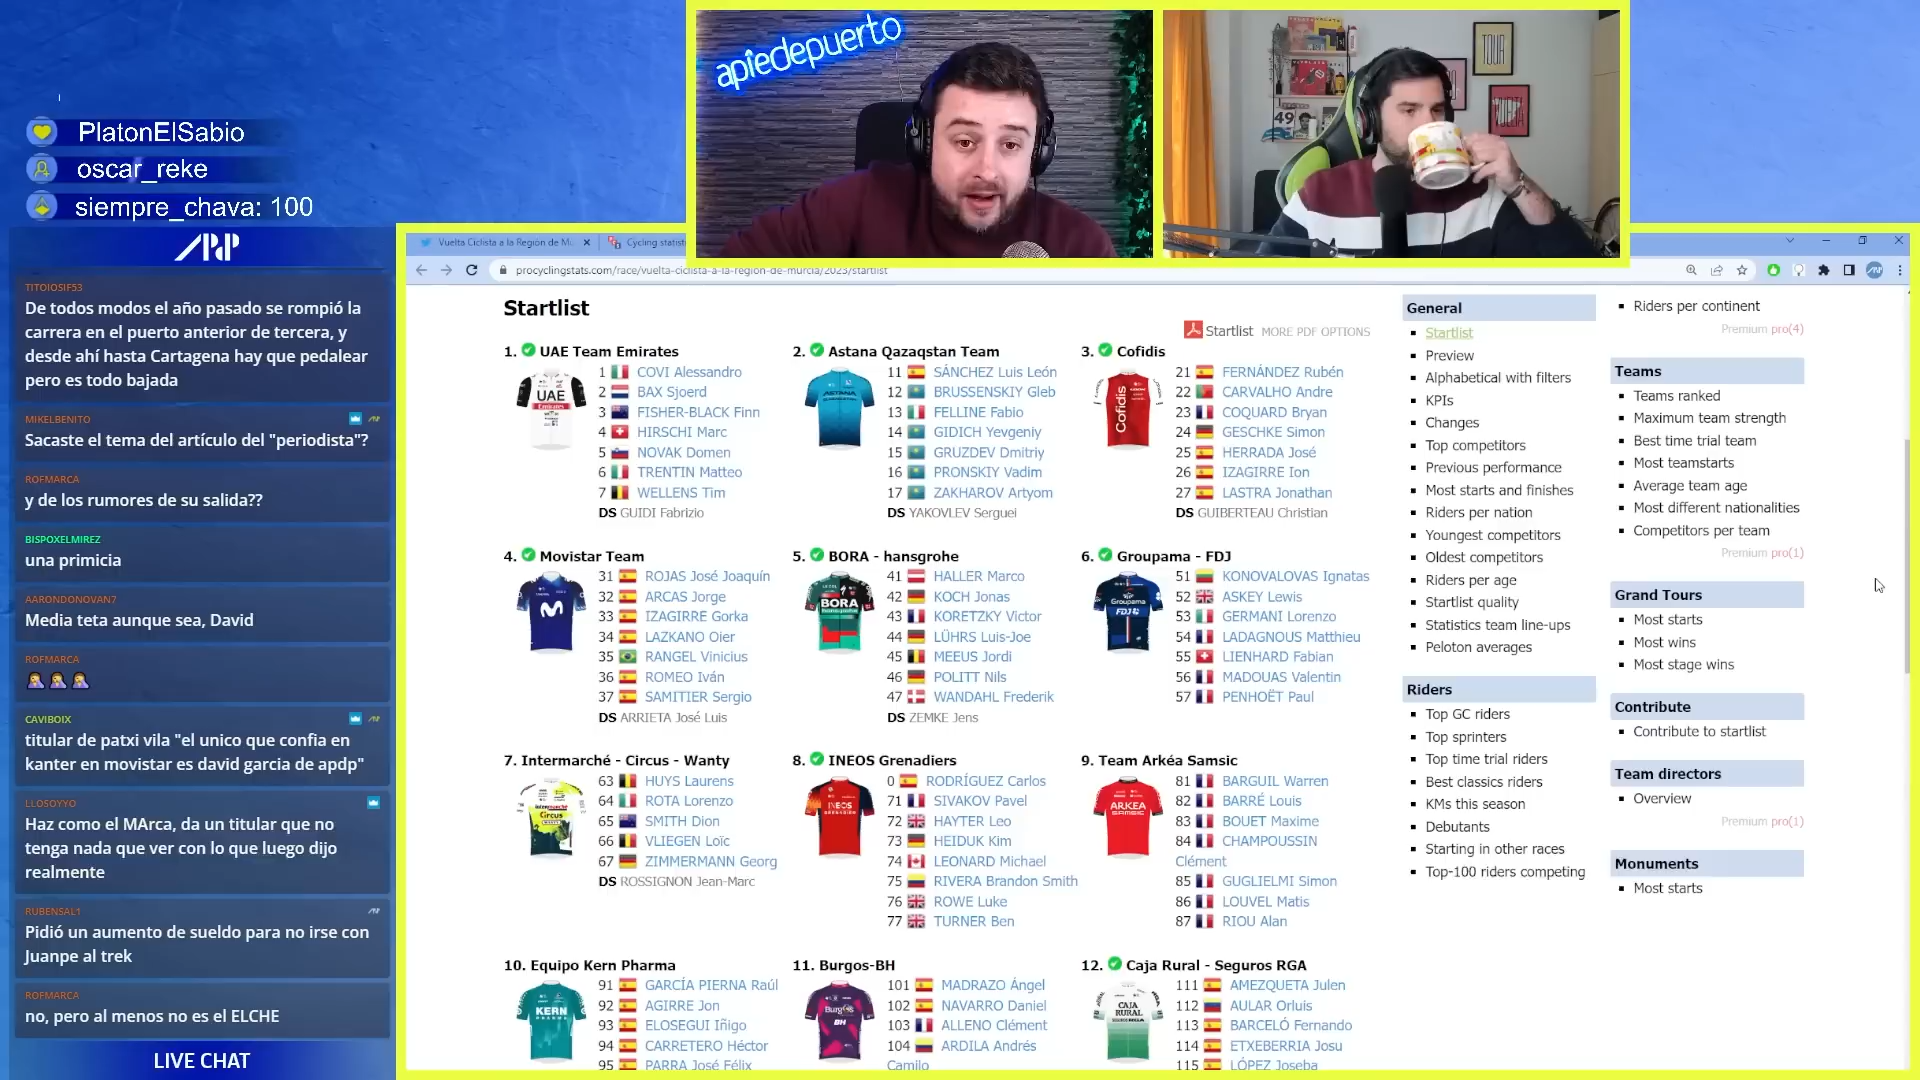 PlatonElSabio
oscar_reke
siempre_chava: 100
APdP
TITOIOSIF53
De todos modos el año pasado se rompió la
carrera en el puerto anterior de tercera, y
desde ahí hasta Cartagena hay que pedalear
pero es todo bajada
MIKELBENITO
Sacaste el tema del artículo del "periodista"?
ROFMARCA
y de los rumores de su salida??
BISPOXELMIREZ
una primicia
AARONDONOVAN7
Media teta aunque sea, David
ROFMARCA
CAVIBOIX
titular de patxi vila "el unico que confia en
kanter en movistar es david garcia de apdp"
LLOSOYYO
Haz como el MArca, da un titular que no
tenga nada que ver con lo que luego dijo
realmente
RUBENSAL1
Pidió un aumento de sueldo para no irse con
Juanpe al trek
ROFMARCA
no, pero al menos no es el ELCHE
LIVE CHAT
apiedepuerto
TOUR
49
Vuelta Ciclista a la Región de Mu
Cycling statisti
procyclingstats.com/race/vuelta-ciclista-a-la-region-de-murcia/2023/startlist
Startlist
Startlist MORE PDF OPTIONS
1. UAE Team Emirates
UAE
1 COVI Alessandro
2 BAX Sjoerd
3 FISHER-BLACK Finn
4 HIRSCHI Marc
5 NOVAK Domen
6 TRENTIN Matteo
7 WELLENS Tim
DS GUIDI Fabrizio
2. Astana Qazaqstan Team
ASTANA
11 SÁNCHEZ Luis León
12 BRUSSENSKIY Gleb
13 FELLINE Fabio
14 GIDICH Yevgeniy
15 GRUZDEV Dmitriy
16 PRONSKIY Vadim
17 ZAKHAROV Artyom
DS YAKOVLEV Serguei
3. Cofidis
Cofidis
21 FERNÁNDEZ Rubén
22 CARVALHO Andre
23 COQUARD Bryan
24 GESCHKE Simon
25 HERRADA José
26 IZAGIRRE Ion
27 LASTRA Jonathan
DS GUIBERTEAU Christian
4. Movistar Team
31 ROJAS José Joaquín
32 ARCAS Jorge
33 IZAGIRRE Gorka
34 LAZKANO Oier
35 RANGEL Vinicius
36 ROMEO Iván
37 SAMITIER Sergio
DS ARRIETA José Luis
5. BORA - hansgrohe
BORA
41 HALLER Marco
42 KOCH Jonas
43 KORETZKY Victor
44 LÜHRS Luis-Joe
45 MEEUS Jordi
46 POLITT Nils
47 WANDAHL Frederik
DS ZEMKE Jens
6. Groupama - FDJ
Groupama
FDJ
51 KONOVALOVAS Ignatas
52 ASKEY Lewis
53 GERMANI Lorenzo
54 LADAGNOUS Matthieu
55 LIENHARD Fabian
56 MADOUAS Valentin
57 PENHOËT Paul
7. Intermarché - Circus - Wanty
Circus
63 HUYS Laurens
64 ROTA Lorenzo
65 SMITH Dion
66 VLIEGEN Loïc
67 ZIMMERMANN Georg
DS ROSSIGNON Jean-Marc
8. INEOS Grenadiers
INEOS
0 RODRÍGUEZ Carlos
71 SIVAKOV Pavel
72 HAYTER Leo
73 HEIDUK Kim
74 LEONARD Michael
75 RIVERA Brandon Smith
76 ROWE Luke
77 TURNER Ben
9. Team Arkéa Samsic
ARKEA
SAMSIC
81 BARGUIL Warren
82 BARRÉ Louis
83 BOUET Maxime
84 CHAMPOUSSIN
Clément
85 GUGLIELMI Simon
86 LOUVEL Matis
87 RIOU Alan
10. Equipo Kern Pharma
KERN
91 GARCÍA PIERNA Raúl
92 AGIRRE Jon
93 ELOSEGUI Iñigo
94 CARRETERO Héctor
95 PARRA José Félix
11. Burgos-BH
Burgos
BH
101 MADRAZO Ángel
102 NAVARRO Daniel
103 ALLENO Clément
104 ARDILA Andrés
Camilo
12. Caja Rural - Seguros RGA
CAJA
RURAL
111 AMEZQUETA Julen
112 AULAR Orluis
113 BARCELÓ Fernando
114 ETXEBERRIA Josu
115 LÓPEZ Joseba
General
Startlist
Preview
Alphabetical with filters
KPIs
Changes
Top competitors
Previous performance
Most starts and finishes
Riders per nation
Youngest competitors
Oldest competitors
Riders per age
Startlist quality
Statistics team line-ups
Peloton averages
Riders
Top GC riders
Top sprinters
Top time trial riders
Best classics riders
KMs this season
Debutants
Starting in other races
Top-100 riders competing
Riders per continent
Premium pro(4)
Teams
Teams ranked
Maximum team strength
Best time trial team
Most teamstarts
Average team age
Most different nationalities
Competitors per team
Premium pro(1)
Grand Tours
Most starts
Most wins
Most stage wins
Contribute
Contribute to startlist
Team directors
Overview
Premium pro(1)
Monuments
Most starts